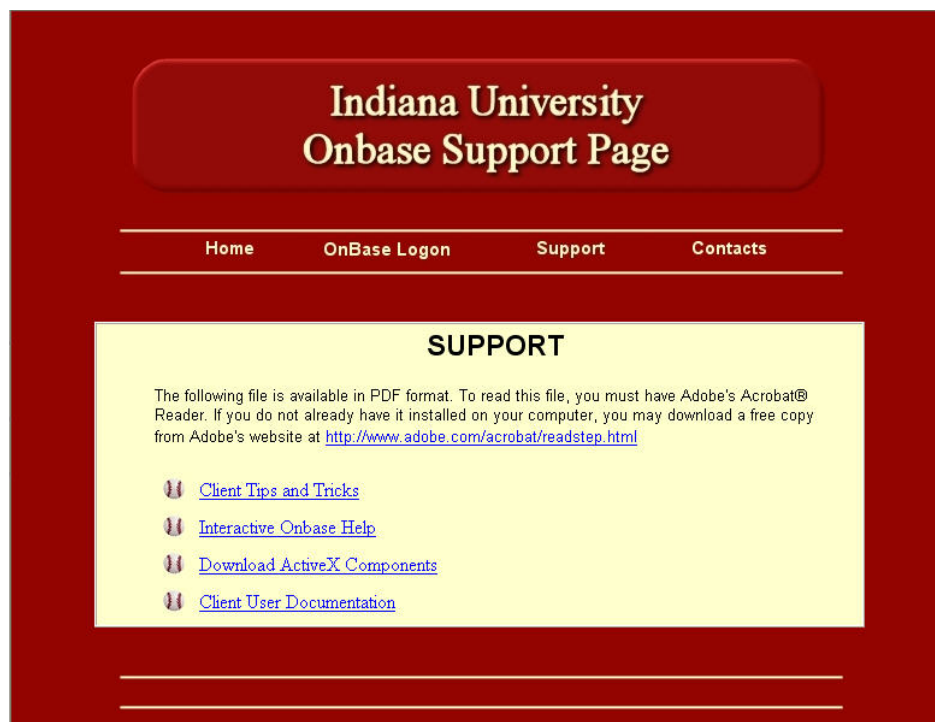 Indiana University
Onbase Support Page
Home OnBase Logon Support Contacts
SUPPORT
The following file is available in PDF format. To read this file, you must have Adobe's Acrobat®
Reader. If you do not already have it installed on your computer, you may download a free copy
from Adobe's website at http://www.adobe.com/acrobat/readstep.html
Client Tips and Tricks
Interactive Onbase Help
Download ActiveX Components
Client User Documentation